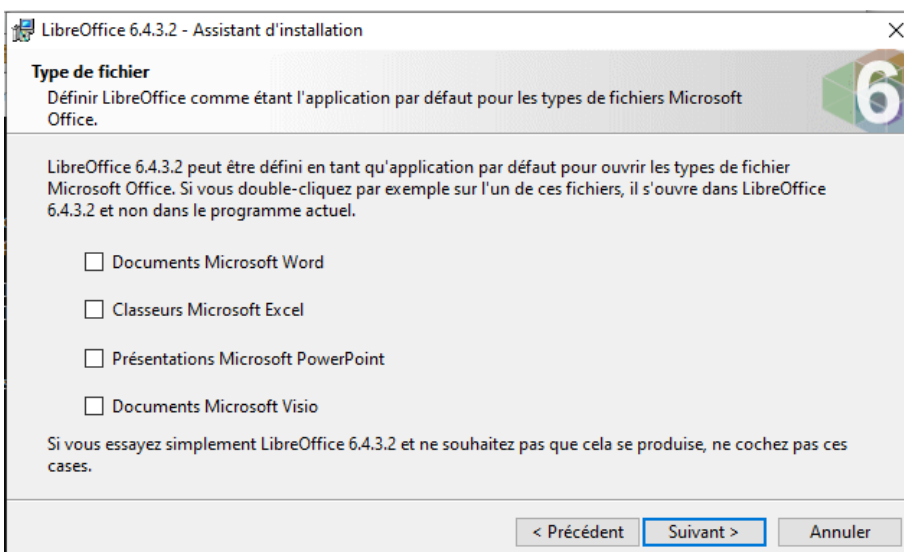 LibreOffice 6.4.3.2 - Assistant d'installation
Type de fichier
Définir LibreOffice comme étant l'application par défaut pour les types de fichiers Microsoft
Office.
6
LibreOffice 6.4.3.2 peut être défini en tant qu'application par défaut pour ouvrir les types de fichier
Microsoft Office. Si vous double-cliquez par exemple sur l'un de ces fichiers, il s'ouvre dans LibreOffice
6.4.3.2 et non dans le programme actuel.
Documents Microsoft Word
Classeurs Microsoft Excel
Présentations Microsoft PowerPoint
Documents Microsoft Visio
Si vous essayez simplement LibreOffice 6.4.3.2 et ne souhaitez pas que cela se produise, ne cochez pas ces
cases.
< Précédent Suivant > Annuler